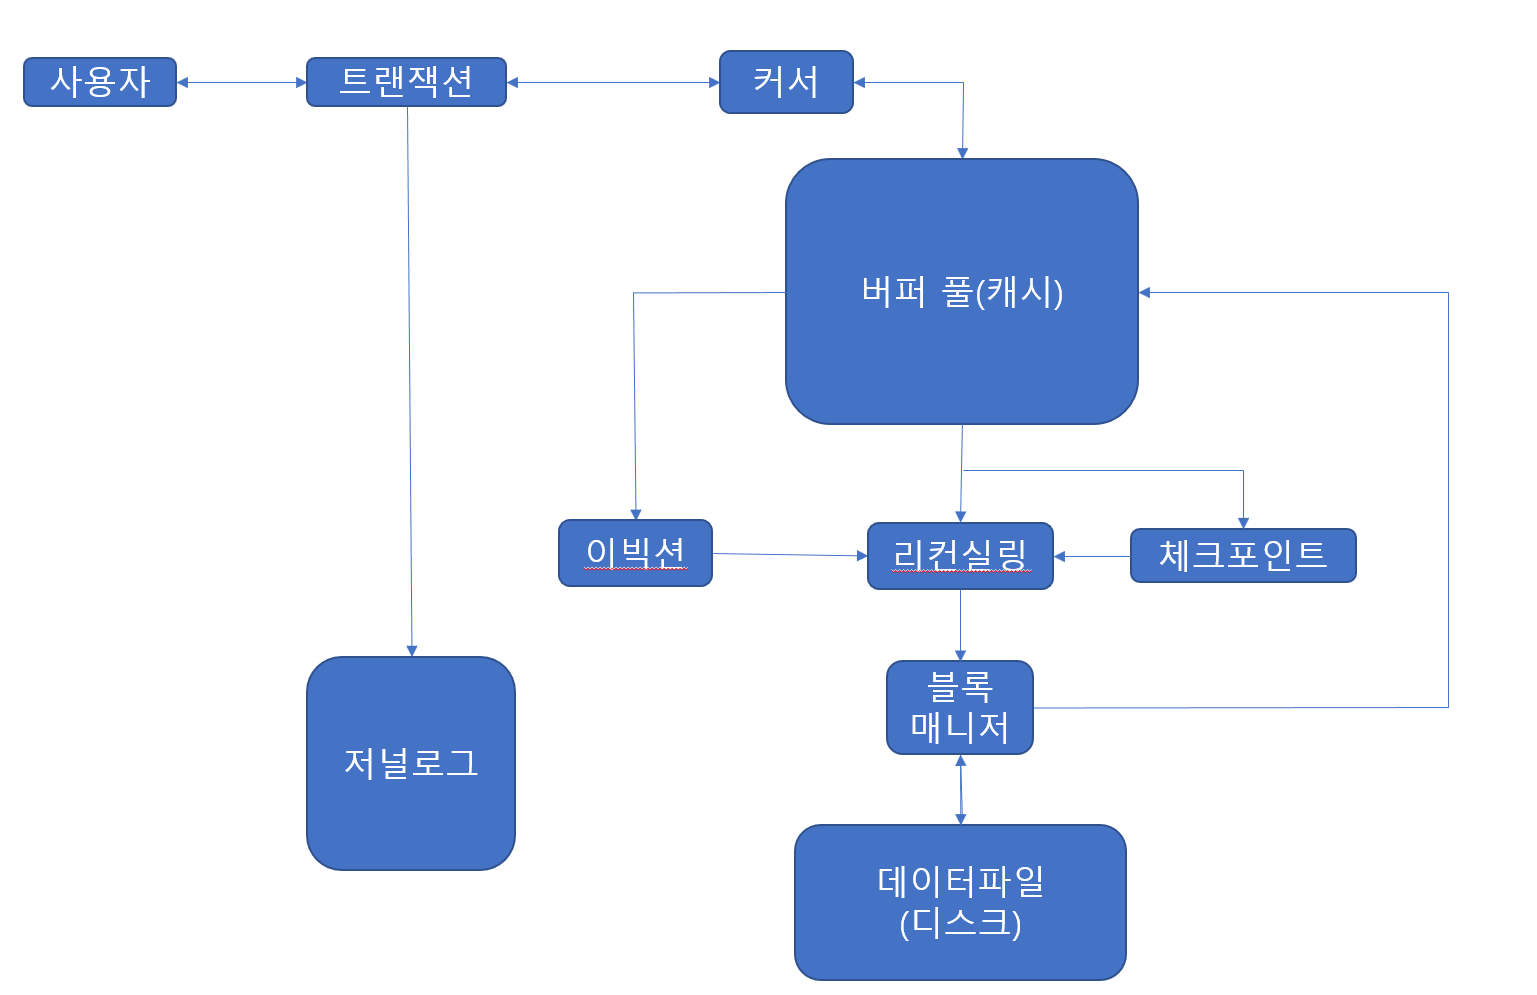 사용자
트랜잭션
커서
버퍼 풀(캐시)
이빅션
리컨실링
체크포인트
블록
매니저
저널로그
데이터파일
(디스크)